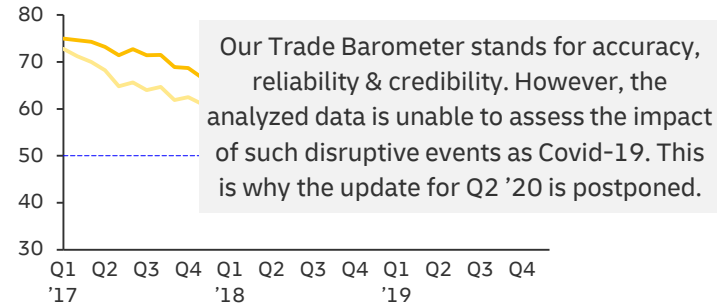 80
70
60
50
40
30
Our Trade Barometer stands for accuracy,
reliability & credibility. However, the
analyzed data is unable to assess the impact
of such disruptive events as Covid-19. This
is why the update for Q2 ’20 is postponed.
Q1 Q2 Q3 Q4 Q1 Q2 Q3 Q4 Q1 Q2 Q3 Q4
’17 ’18 ’19